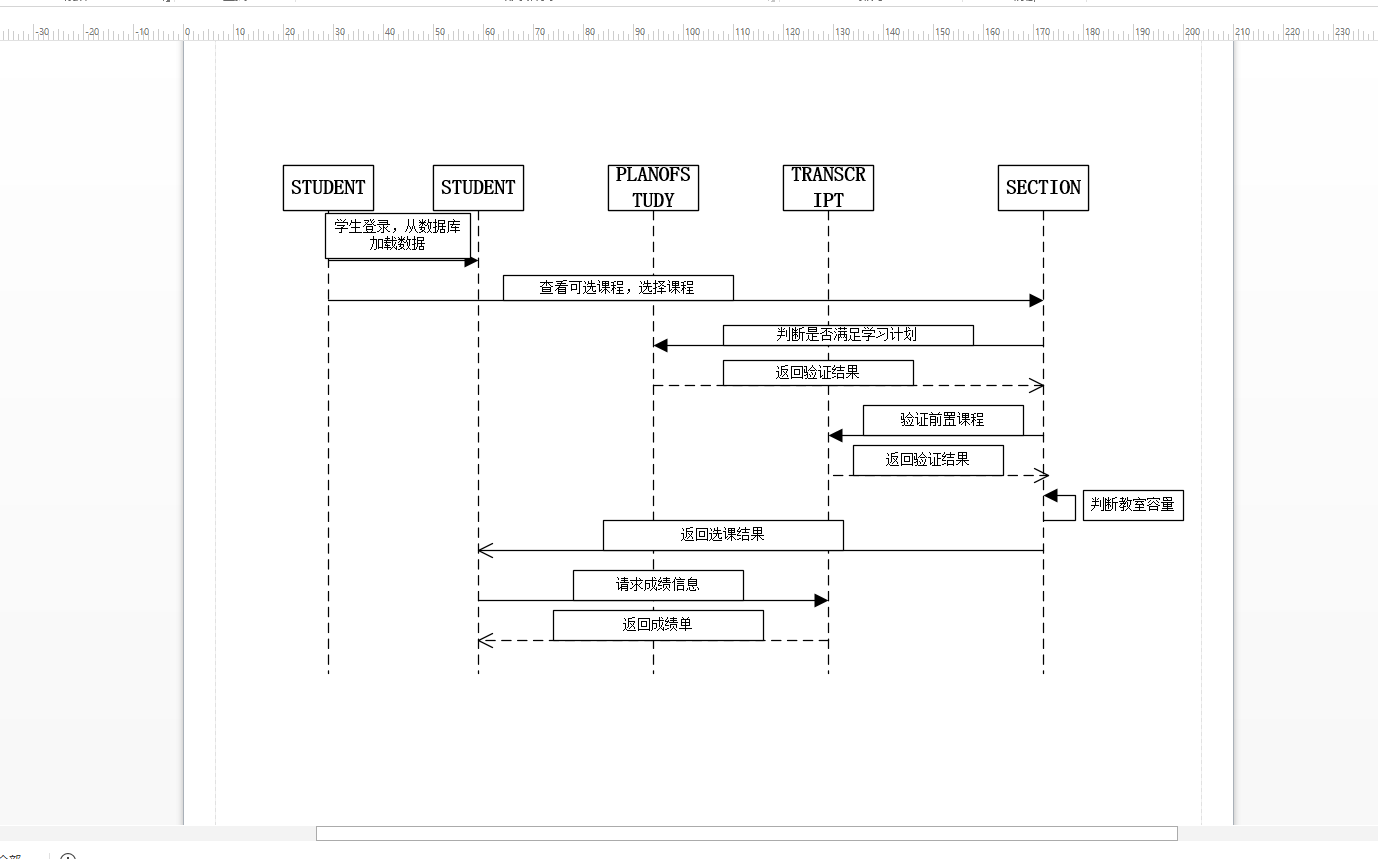 -30 -20 -10 0 10 20 30 40 50 60 70 80 90 100 110 120 130 140 150 160 170 180 190 200 210 220 230
STUDENT
STUDENT
PLANOFS
TUDY
TRANSCR
IPT
SECTION
学生登录，从数据库
加载数据
查看可选课程，选择课程
判断是否满足学习计划
返回验证结果
验证前置课程
返回验证结果
判断教室容量
返回选课结果
请求成绩信息
返回成绩单